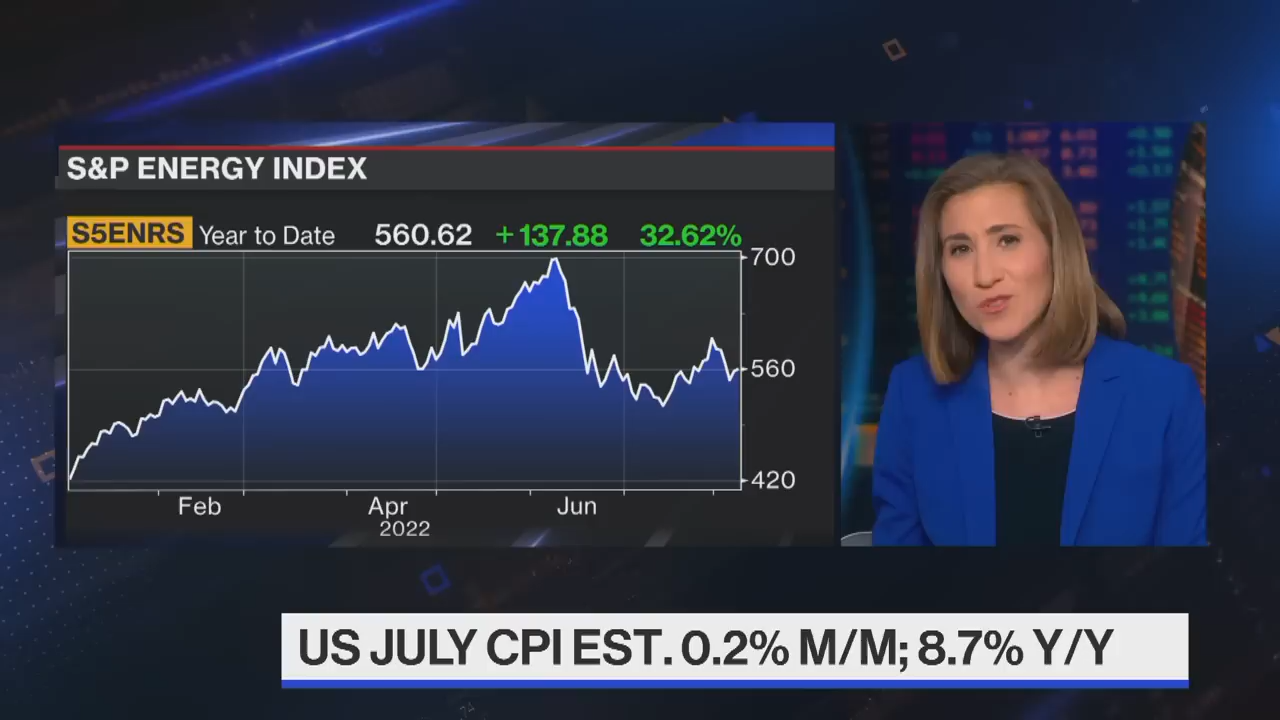 S&P ENERGY INDEX
S5ENRS Year to Date 560.62 +137.88 32.62%
700
560
420
Feb Apr Jun
2022
US JULY CPI EST. 0.2% M/M; 8.7% Y/Y